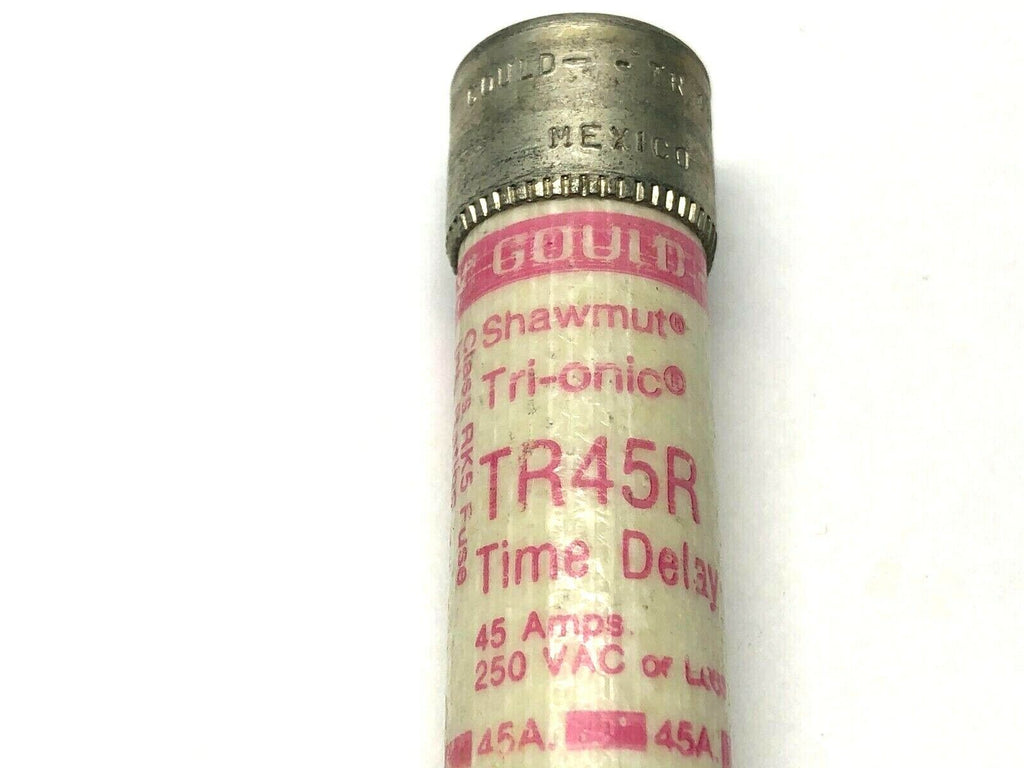 GOULD - TR
MEXICO
GOULD
Shawmut®
Tri-onic®
TR45R
Time Delay
45 Amps.
250 VAC or Less
45A. 45A.
Class RK5 Fuse